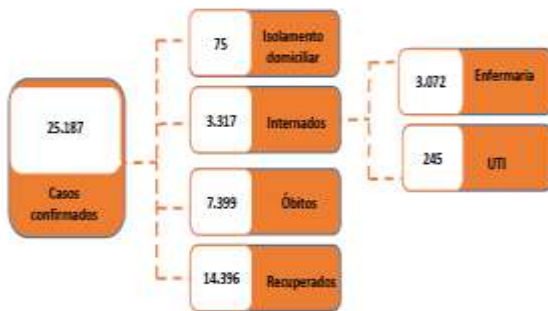 25.187
Casos
confirmados
75
Isolamento
domiciliar
3.317
Internados
7.399
Óbitos
14.396
Recuperados
3.072
Enfermaria
245
UTI